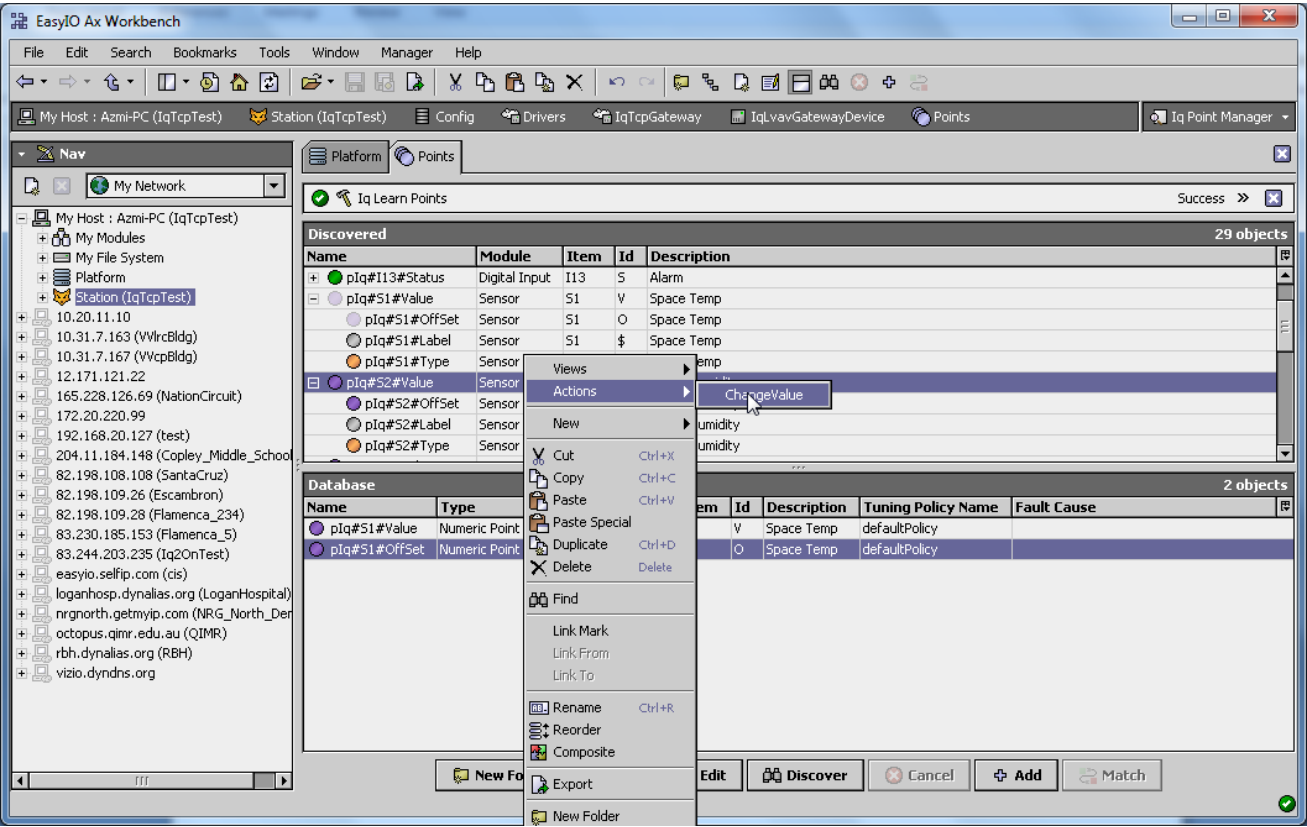 EasyIO Ax Workbench
File Edit Search Bookmarks Tools Window Manager Help
My Host : Azmi-PC (IqTcpTest) Station (IqTcpTest) Config Drivers IqTcpGateway IqLvavGatewayDevice Points Iq Point Manager
Nav
My Network
My Host : Azmi-PC (IqTcpTest)
My Modules
My File System
Platform
Station (IqTcpTest)
10.20.11.10
10.31.7.163 (VVlrcBldg)
10.31.7.167 (VVcpBldg)
12.171.121.22
165.228.126.69 (NationCircuit)
172.20.220.99
192.168.20.127 (test)
204.11.184.148 (Copley_Middle_School
82.198.108.108 (SantaCruz)
82.198.109.26 (Escambron)
82.198.109.28 (Flamenca_234)
83.230.185.153 (Flamenca_5)
83.244.203.235 (Iq2OnTest)
easyio.selfip.com (cis)
loganhosp.dynalias.org (LoganHospital)
nrgnorth.getmyip.com (NRG_North_Der
octopus.qimr.edu.au (QIMR)
rbh.dynalias.org (RBH)
vizio.dyndns.org
Platform Points
Iq Learn Points Success »
Discovered 29 objects
Name Module Item Id Description
pIq#I13#Status Digital Input I13 S Alarm
pIq#S1#Value Sensor S1 V Space Temp
pIq#S1#OffSet Sensor S1 O Space Temp
pIq#S1#Label Sensor S1 $ Space Temp
pIq#S1#Type Sensor emp
pIq#S2#Value Sensor
pIq#S2#OffSet Sensor
pIq#S2#Label Sensor umidity
pIq#S2#Type Sensor umidity
Database 2 objects
Name Type em Id Description Tuning Policy Name Fault Cause
pIq#S1#Value Numeric Point V Space Temp defaultPolicy
pIq#S1#OffSet Numeric Point O Space Temp defaultPolicy
Views
Actions
ChangeValue
New
Cut Ctrl+X
Copy Ctrl+C
Paste Ctrl+V
Paste Special
Duplicate Ctrl+D
Delete Delete
Find
Link Mark
Link From
Link To
Rename Ctrl+R
Reorder
Composite
Export
New Folder
New Fo Edit Discover Cancel Add Match